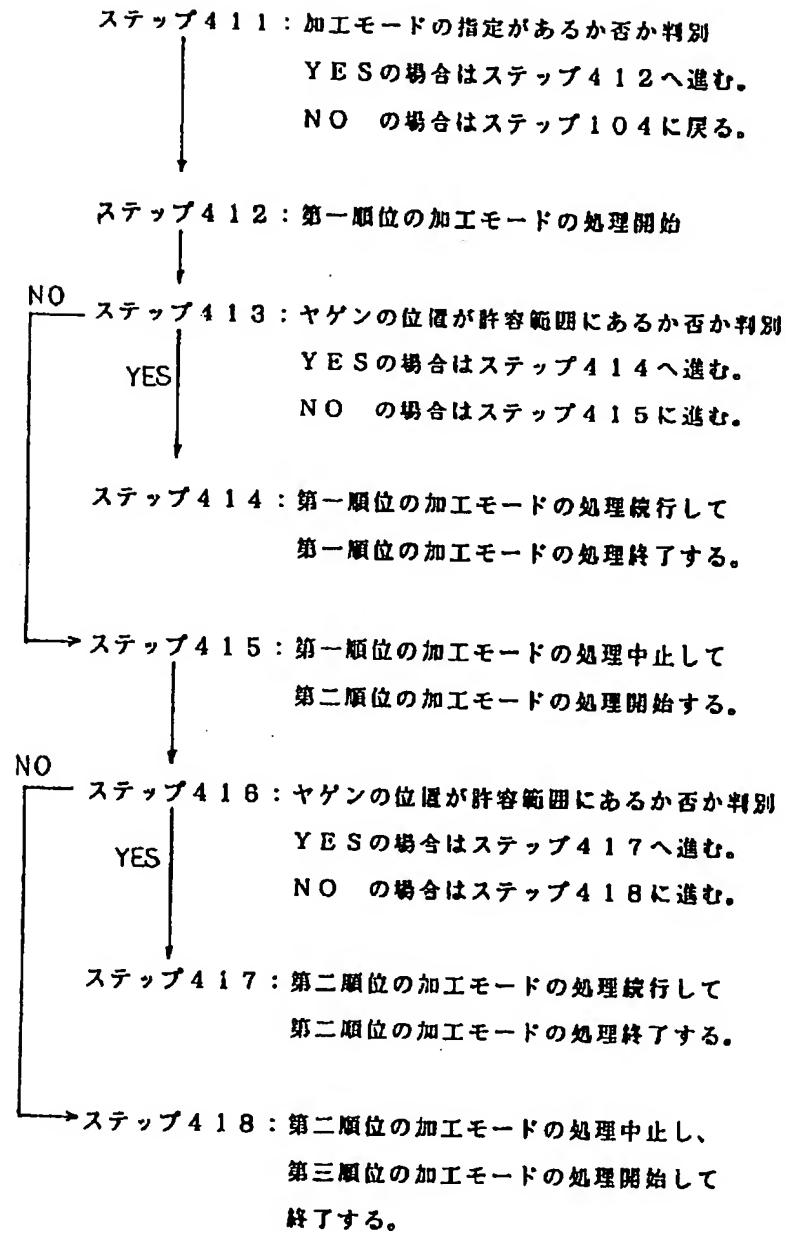 ステップ411：加工モードの指定があるか否か判別
YESの場合はステップ412へ進む。
NO の場合はステップ104に戻る。
ステップ412：第一順位の加工モードの処理開始
NO
ステップ413：ヤゲンの位置が許容範囲にあるか否か判別
YES
YESの場合はステップ414へ進む。
NO の場合はステップ415に進む。
ステップ414：第一順位の加工モードの処理続行して
第一順位の加工モードの処理終了する。
ステップ415：第一順位の加工モードの処理中止して
第二順位の加工モードの処理開始する。
NO
ステップ416：ヤゲンの位置が許容範囲にあるか否か判別
YES
YESの場合はステップ417へ進む。
NO の場合はステップ418に進む。
ステップ417：第二順位の加工モードの処理続行して
第二順位の加工モードの処理終了する。
ステップ418：第二順位の加工モードの処理中止し、
第三順位の加工モードの処理開始して
終了する。